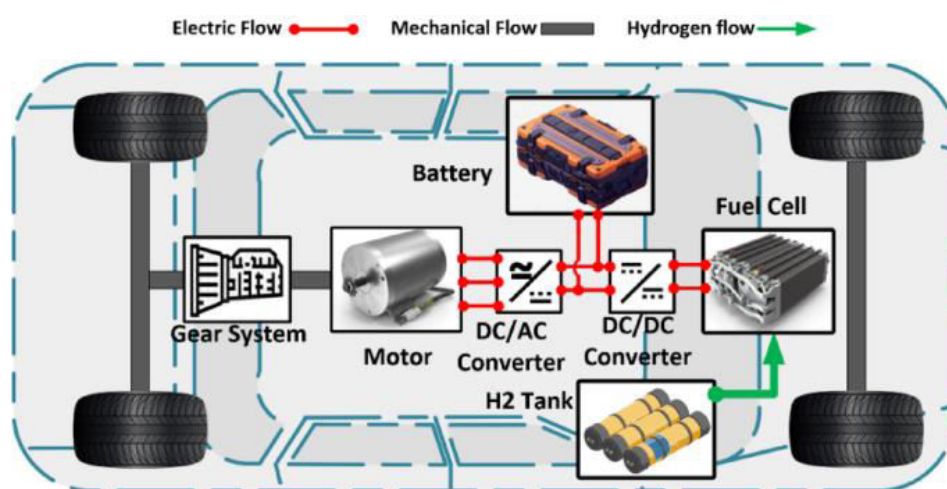 Electric Flow
Mechanical Flow
Hydrogen flow
Battery
Fuel Cell
Gear System
Motor
DC/AC
Converter
DC/DC
Converter
H2 Tank